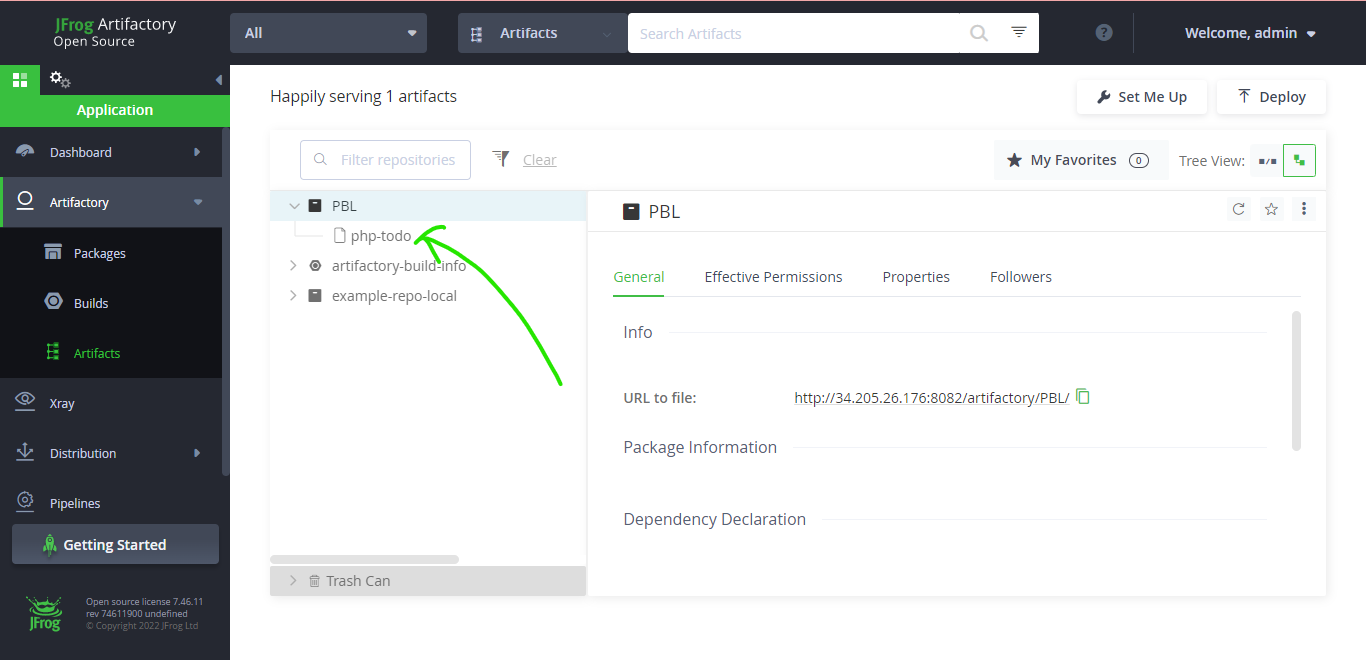 JFrog Artifactory
Open Source
All
Artifacts
Search Artifacts
?
Welcome, admin
Application
Dashboard
Artifactory
Packages
Builds
Artifacts
Xray
Distribution
Pipelines
Getting Started
JFrog
Open source license 7.46.11
rev 74611900 undefined
© Copyright 2022 JFrog Ltd
Happily serving 1 artifacts
Set Me Up
Deploy
Filter repositories
Clear
My Favorites 0
Tree View:
PBL
php-todo
artifactory-build-info
example-repo-local
Trash Can
PBL
General Effective Permissions Properties Followers
Info
URL to file: http://34.205.26.176:8082/artifactory/PBL/
Package Information
Dependency Declaration